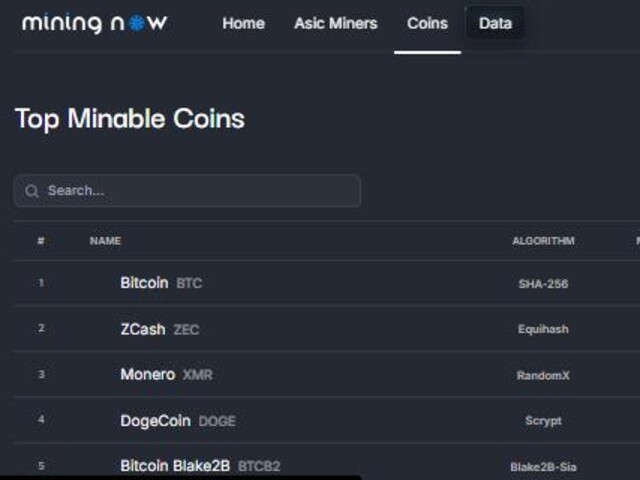 mining now Home Asic Miners Coins Data
Top Minable Coins
Search...
# NAME ALGORITHM
1 Bitcoin BTC SHA-256
2 ZCash ZEC Equihash
3 Monero XMR RandomX
4 DogeCoin DOGE Scrypt
5 Bitcoin Blake2B BTCB2 Blake2B-Sia